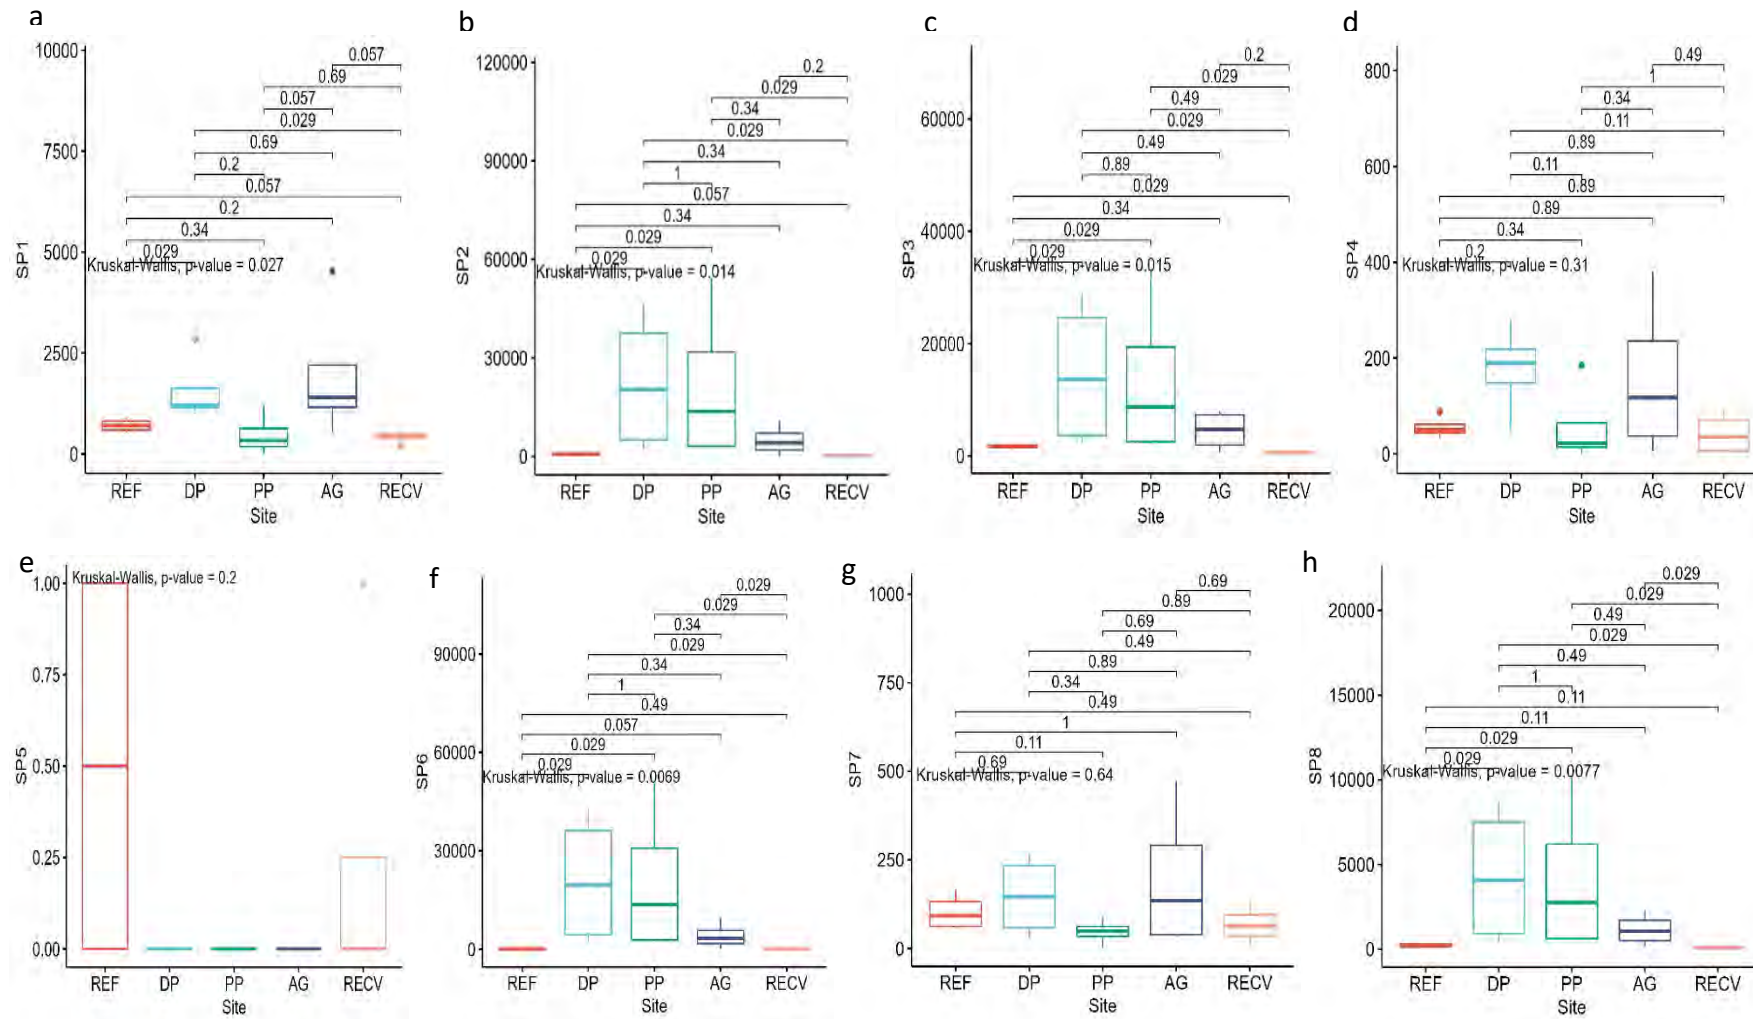 a
10000
7500
5000
2500
0
SP1
0.057
0.69
0.057
0.029
0.69
0.2
0.057
0.2
0.34
0.029
Kruskal-Wallis, p-value = 0.027
REF DP PP AG RECV
Site
b
120000
90000
60000
30000
0
SP2
0.2
0.029
0.34
0.029
0.34
1
0.057
0.34
0.029
0.029
Kruskal-Wallis, p-value = 0.014
REF DP PP AG RECV
Site
c
60000
40000
20000
0
SP3
0.2
0.029
0.49
0.029
0.49
0.89
0.029
0.34
0.029
0.029
Kruskal-Wallis, p-value = 0.015
REF DP PP AG RECV
Site
d
800
600
400
200
0
SP4
0.49
1
0.34
0.11
0.89
0.11
0.89
0.89
0.34
0.2
Kruskal-Wallis, p-value = 0.31
REF DP PP AG RECV
Site
e
1.00
0.75
0.50
0.25
0.00
SP5
Kruskal-Wallis, p-value = 0.2
REF DP PP AG RECV
Site
f
90000
60000
30000
0
SP6
0.029
0.029
0.34
0.029
0.34
1
0.49
0.057
0.029
0.029
Kruskal-Wallis, p-value = 0.0069
REF DP PP AG RECV
Site
g
1000
750
500
250
0
SP7
0.69
0.89
0.69
0.49
0.89
0.34
0.49
1
0.11
0.69
Kruskal-Wallis, p-value = 0.64
REF DP PP AG RECV
Site
h
20000
15000
10000
5000
0
SP8
0.029
0.029
0.49
0.029
0.49
1
0.11
0.11
0.029
0.029
Kruskal-Wallis, p-value = 0.0077
REF DP PP AG RECV
Site